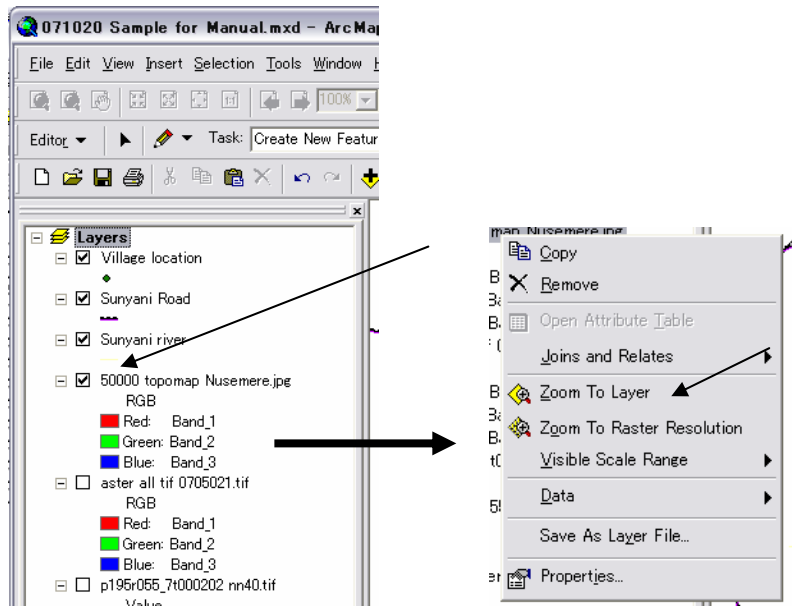 071020 Sample for Manual.mxd - ArcMap
File Edit View Insert Selection Tools Window H
100%
Editor Task: Create New Featur
Layers
Village location
Sunyani Road
Sunyani river
50000 topomap Nusemere.jpg
RGB
Red: Band_1
Green: Band_2
Blue: Band_3
aster all tif 0705021.tif
RGB
Red: Band_1
Green: Band_2
Blue: Band_3
p195r055_7t000202 nn40.tif
Value
map Nusemere.jpg
Copy
Remove
Open Attribute Table
Joins and Relates
Zoom To Layer
Zoom To Raster Resolution
Visible Scale Range
Data
Save As Layer File...
Properties...